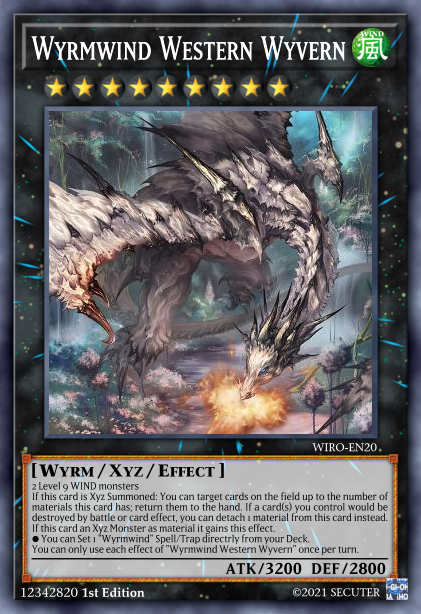 WYRMWIND WESTERN WYVERN
WIND
風
WIRO-EN20
[WYRM/XYZ/EFFECT]
2 Level 9 WIND monsters
If this card is Xyz Summoned: You can target cards on the field up to the number of
materials this card has; return them to the hand. If a card(s) you control would be
destroyed by battle or card effect, you can detach 1 material from this card instead.
If this card an Xyz Monster as material it gains this effect.
● You can Set 1 "Wyrmwind" Spell/Trap directrly from your Deck.
You can only use each effect of "Wyrmwind Western Wyvern" once per turn.
ATK/3200 DEF/2800
12342820 1st Edition
©2021 SECUTER